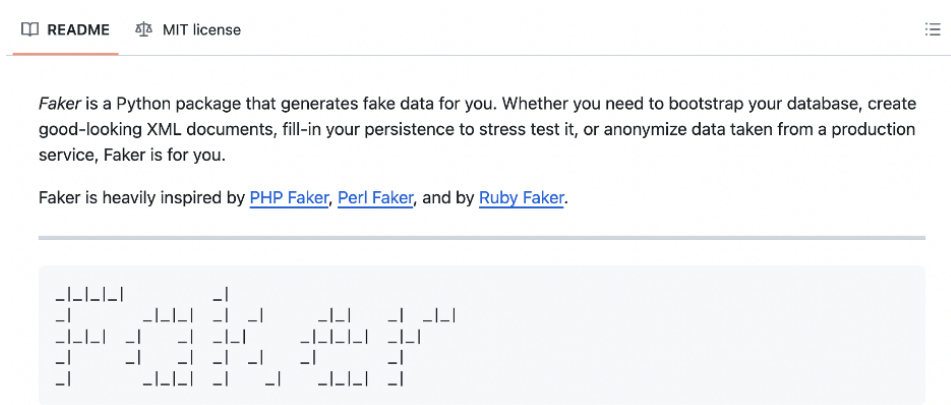 README MIT license
Faker is a Python package that generates fake data for you. Whether you need to bootstrap your database, create
good-looking XML documents, fill-in your persistence to stress test it, or anonymize data taken from a production
service, Faker is for you.
Faker is heavily inspired by PHP Faker, Perl Faker, and by Ruby Faker.
_|_|_|_|          _|
_|        _|_|_|  _|  _|      _|_|    _|  _|_|
_|_|_|  _|    _|  _|_|      _|_|_|_|  _|_|
_|      _|    _|  _|  _|    _|        _|
_|        _|_|_|  _|    _|    _|_|_|  _|